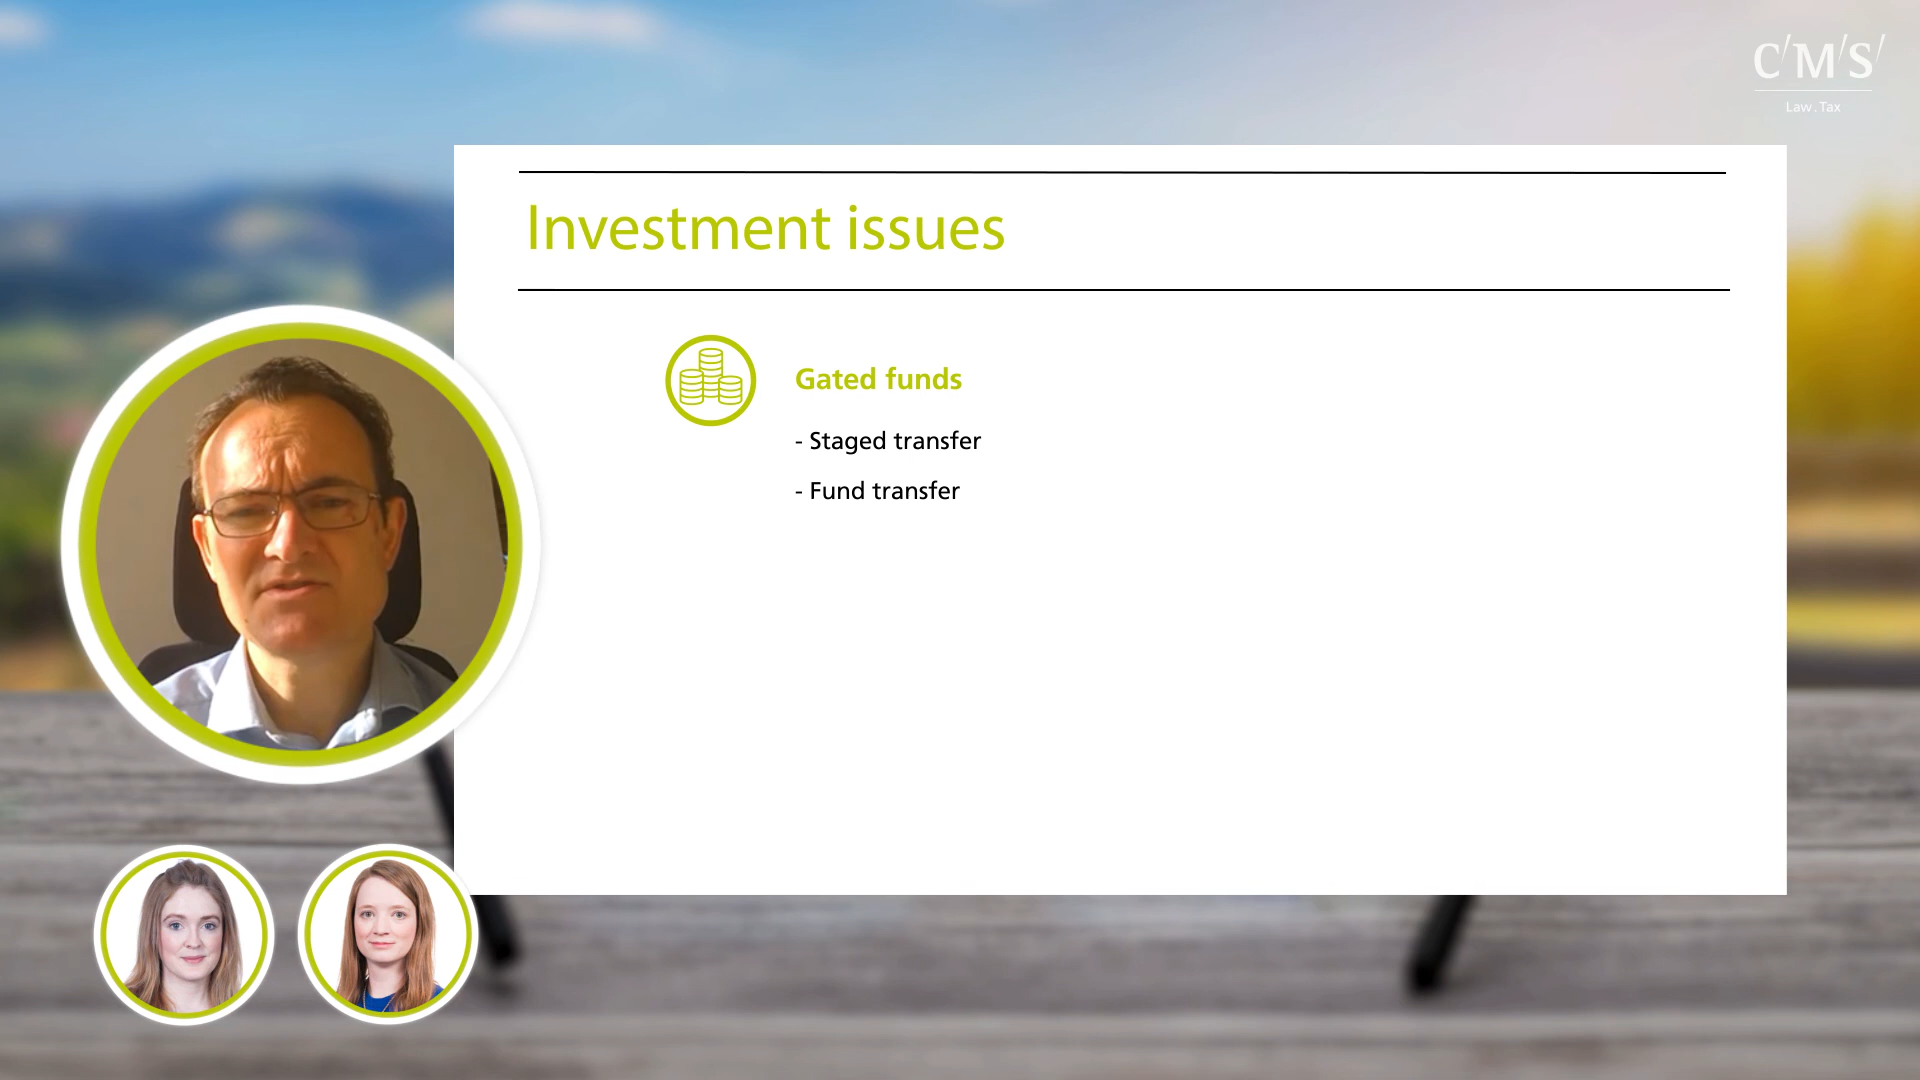 C/M/S/
Law.Tax
Investment issues
Gated funds
- Staged transfer
- Fund transfer